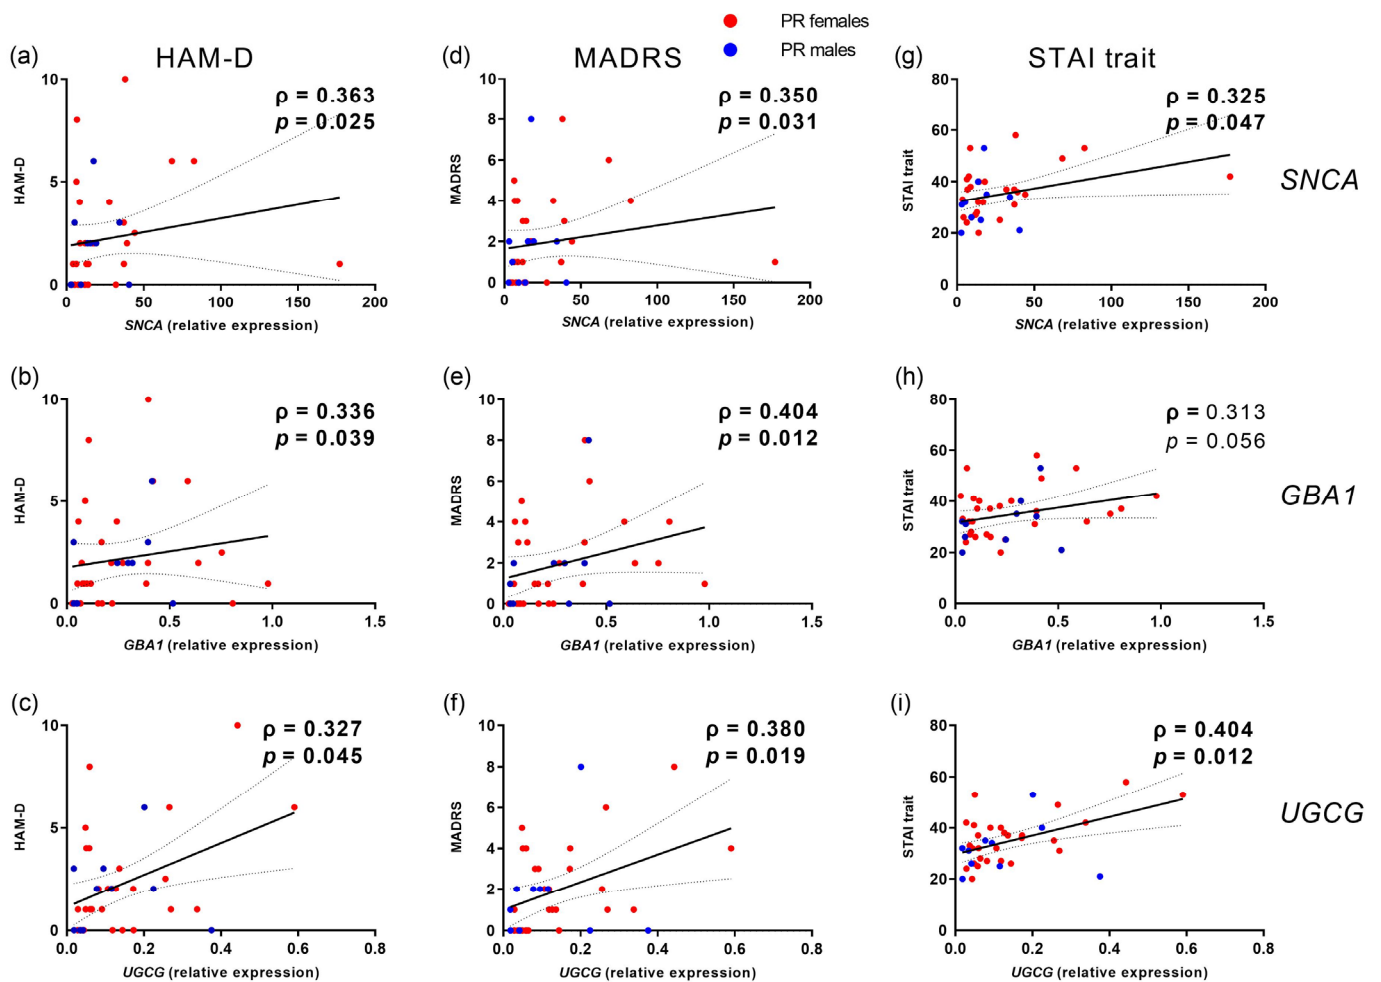 PR females
PR males
(a) HAM-D
ρ = 0.363
p = 0.025
HAM-D
10
5
0
0 50 100 150 200
SNCA (relative expression)
(d) MADRS
ρ = 0.350
p = 0.031
MADRS
10
8
6
4
2
0
0 50 100 150 200
SNCA (relative expression)
(g) STAI trait
ρ = 0.325
p = 0.047
STAI trait
80
60
40
20
0
0 50 100 150 200
SNCA (relative expression)
SNCA
(b)
ρ = 0.336
p = 0.039
HAM-D
10
5
0
0.0 0.5 1.0 1.5
GBA1 (relative expression)
(e)
ρ = 0.404
p = 0.012
MADRS
10
8
6
4
2
0
0.0 0.5 1.0 1.5
GBA1 (relative expression)
(h)
ρ = 0.313
p = 0.056
STAI trait
80
60
40
20
0
0.0 0.5 1.0 1.5
GBA1 (relative expression)
GBA1
(c)
ρ = 0.327
p = 0.045
HAM-D
10
5
0
0.0 0.2 0.4 0.6 0.8
UGCG (relative expression)
(f)
ρ = 0.380
p = 0.019
MADRS
10
8
6
4
2
0
0.0 0.2 0.4 0.6 0.8
UGCG (relative expression)
(i)
ρ = 0.404
p = 0.012
STAI trait
80
60
40
20
0
0.0 0.2 0.4 0.6 0.8
UGCG (relative expression)
UGCG